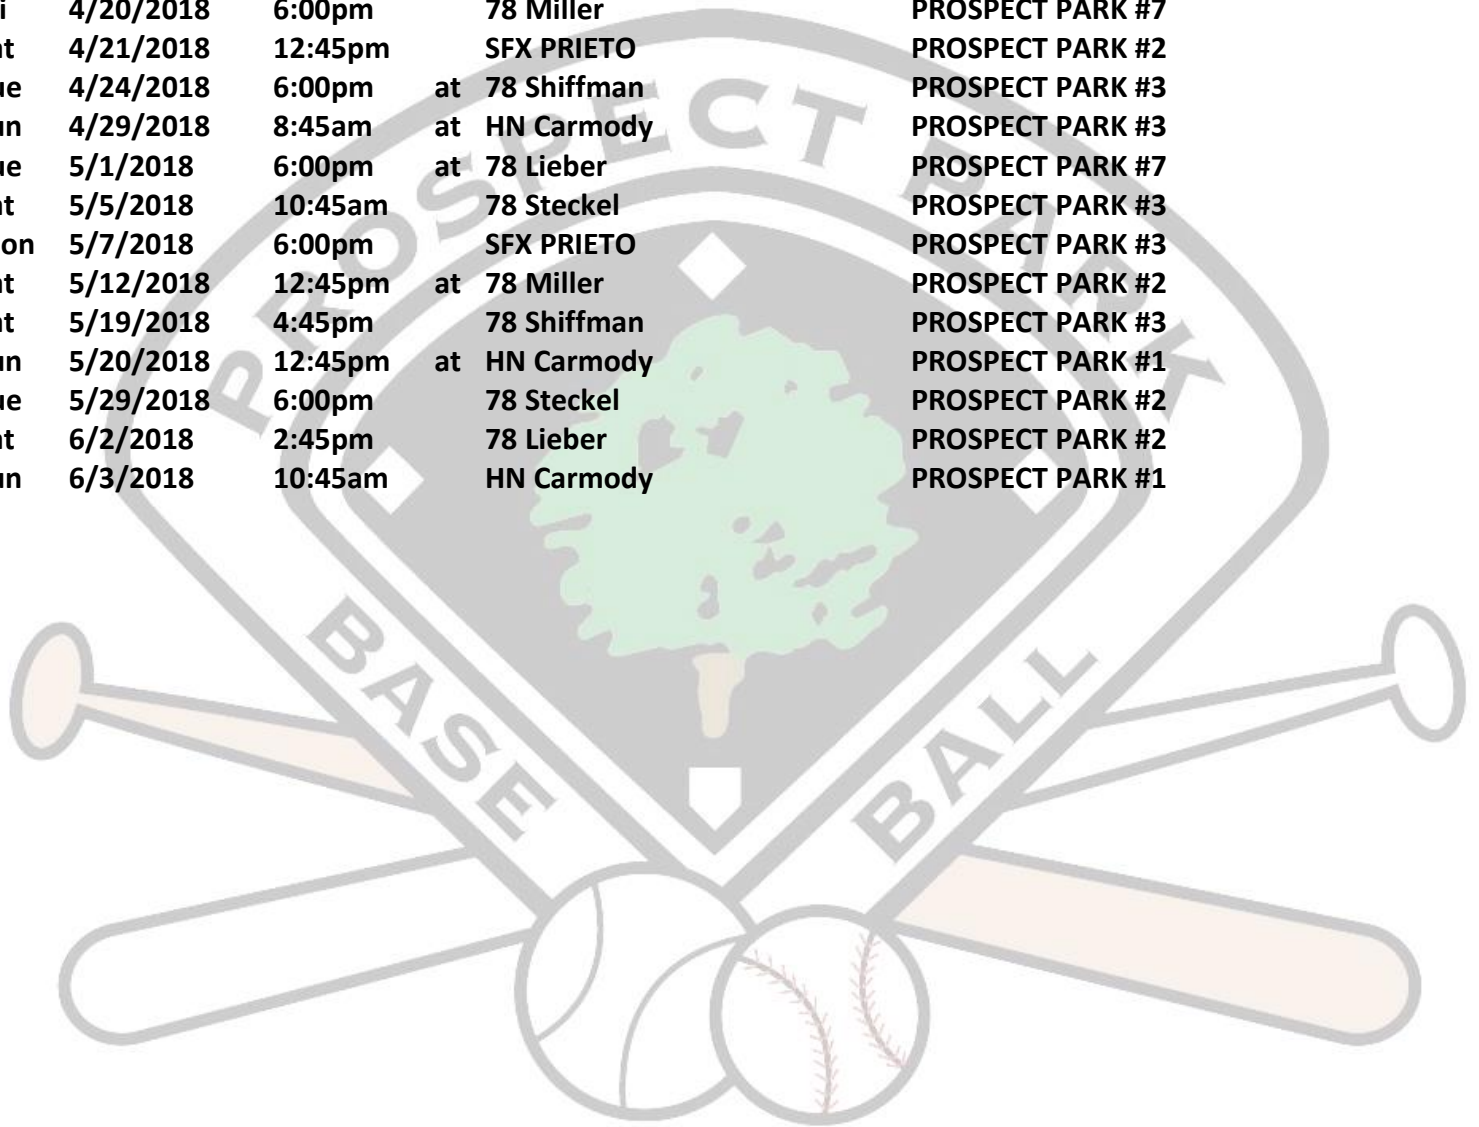 i 4/20/2018 6:00pm 78 Miller PROSPECT PARK #7
at 4/21/2018 12:45pm SFX PRIETO PROSPECT PARK #2
ue 4/24/2018 6:00pm at 78 Shiffman PROSPECT PARK #3
un 4/29/2018 8:45am at HN Carmody PROSPECT PARK #3
ue 5/1/2018 6:00pm at 78 Lieber PROSPECT PARK #7
at 5/5/2018 10:45am 78 Steckel PROSPECT PARK #3
on 5/7/2018 6:00pm SFX PRIETO PROSPECT PARK #3
at 5/12/2018 12:45pm at 78 Miller PROSPECT PARK #2
at 5/19/2018 4:45pm 78 Shiffman PROSPECT PARK #3
un 5/20/2018 12:45pm at HN Carmody PROSPECT PARK #1
ue 5/29/2018 6:00pm 78 Steckel PROSPECT PARK #2
at 6/2/2018 2:45pm 78 Lieber PROSPECT PARK #2
un 6/3/2018 10:45am HN Carmody PROSPECT PARK #1
PROSPECT PARK
BASE BALL